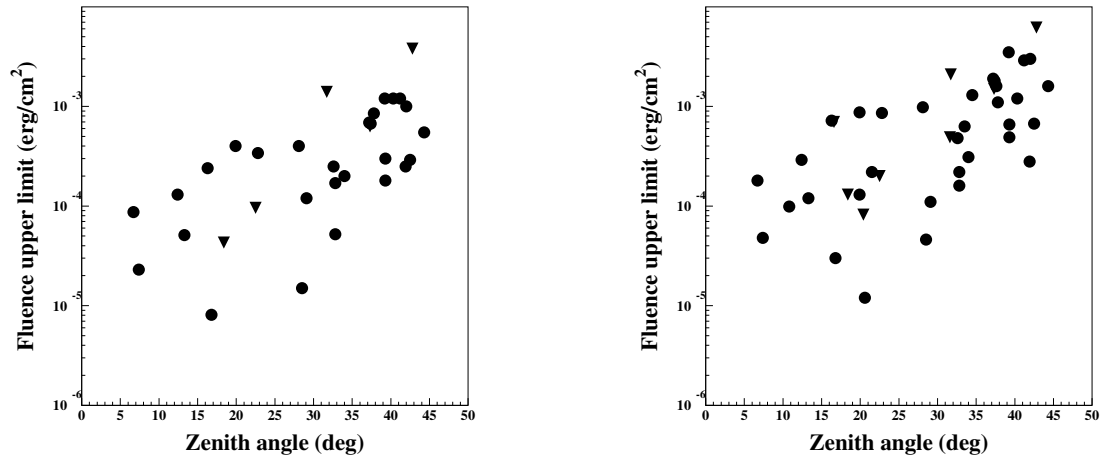 Fluence upper limit (erg/cm²)
10⁻³
10⁻⁴
10⁻⁵
10⁻⁶
0 5 10 15 20 25 30 35 40 45 50
Zenith angle (deg)
Fluence upper limit (erg/cm²)
10⁻³
10⁻⁴
10⁻⁵
10⁻⁶
0 5 10 15 20 25 30 35 40 45 50
Zenith angle (deg)